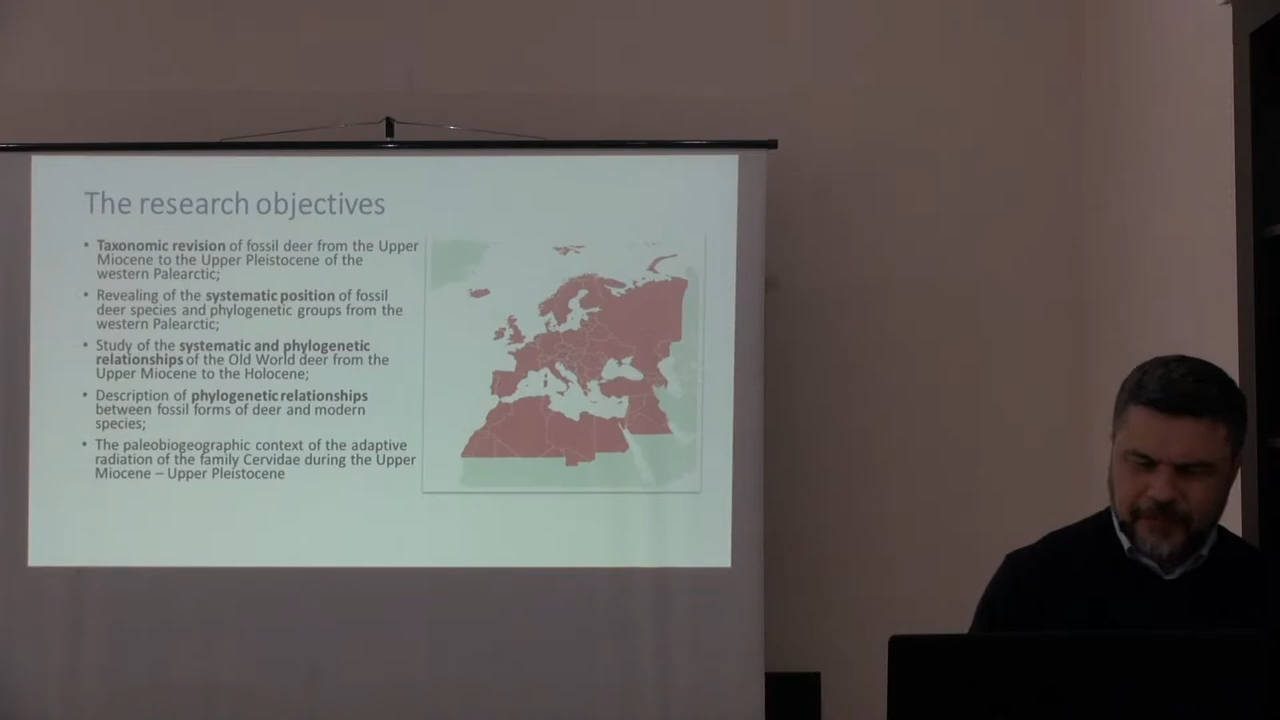 The research objectives
• Taxonomic revision of fossil deer from the Upper
Miocene to the Upper Pleistocene of the
western Palearctic;
• Revealing of the systematic position of fossil
deer species and phylogenetic groups from the
western Palearctic;
• Study of the systematic and phylogenetic
relationships of the Old World deer from the
Upper Miocene to the Holocene;
• Description of phylogenetic relationships
between fossil forms of deer and modern
species;
• The paleobiogeographic context of the adaptive
radiation of the family Cervidae during the Upper
Miocene – Upper Pleistocene